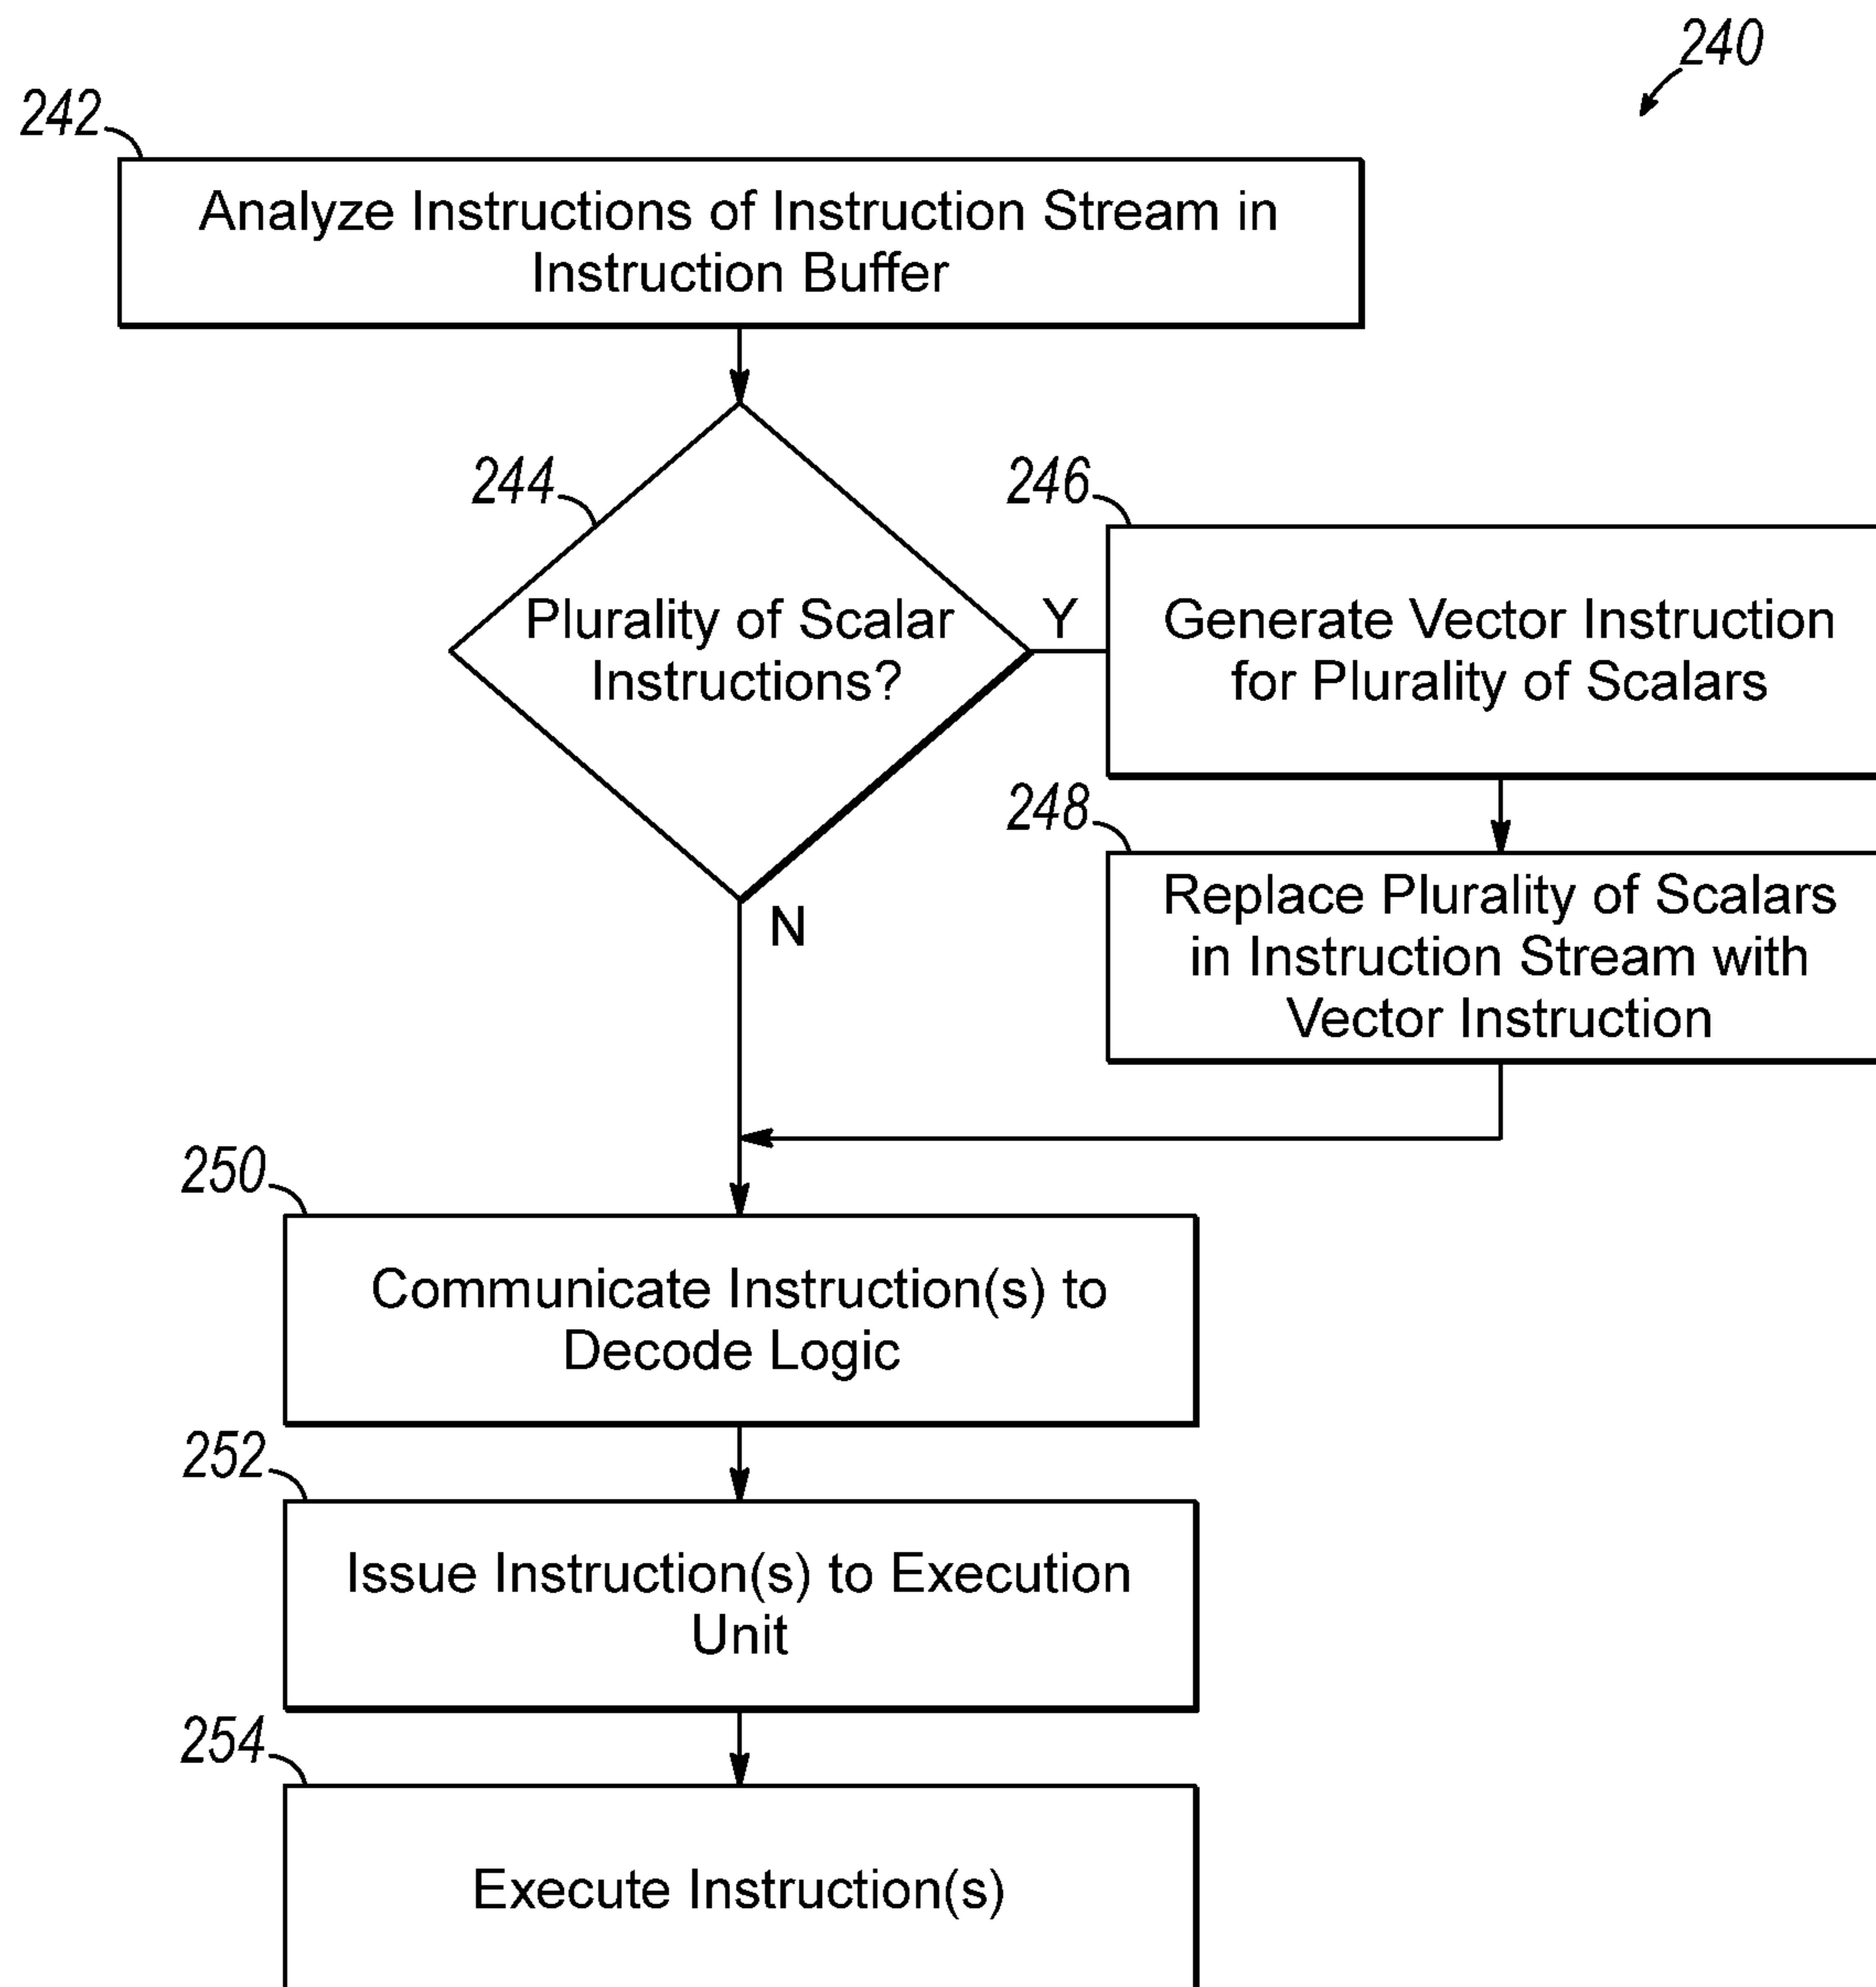 240
242
Analyze Instructions of Instruction Stream in
Instruction Buffer
244
Plurality of Scalar
Instructions?
Y
N
246
Generate Vector Instruction
for Plurality of Scalars
248
Replace Plurality of Scalars
in Instruction Stream with
Vector Instruction
250
Communicate Instruction(s) to
Decode Logic
252
Issue Instruction(s) to Execution
Unit
254
Execute Instruction(s)